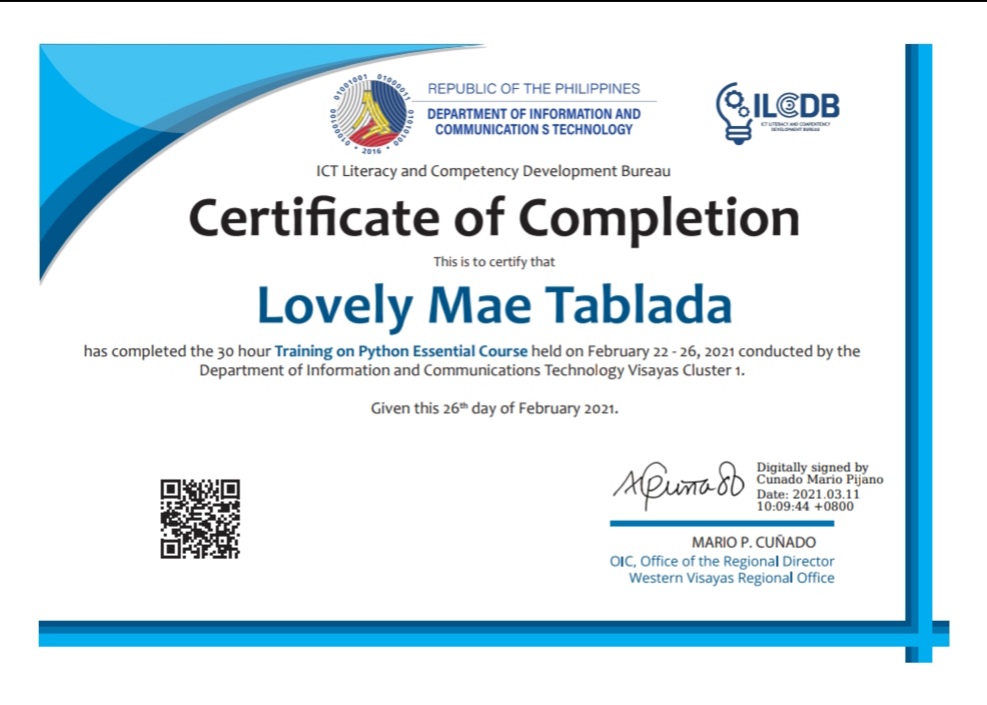 01000000 01001001 01000011 01010100
2016
REPUBLIC OF THE PHILIPPINES
DEPARTMENT OF INFORMATION AND
COMMUNICATION S TECHNOLOGY
ILCDB
ICT LITERACY AND COMPETENCY
DEVELOPMENT BUREAU
ICT Literacy and Competency Development Bureau
Certificate of Completion
This is to certify that
Lovely Mae Tablada
has completed the 30 hour Training on Python Essential Course held on February 22 - 26, 2021 conducted by the
Department of Information and Communications Technology Visayas Cluster 1.
Given this 26th day of February 2021.
Digitally signed by
Cunado Mario Pijano
Date: 2021.03.11
10:09:44 +0800
MARIO P. CUÑADO
OIC, Office of the Regional Director
Western Visayas Regional Office